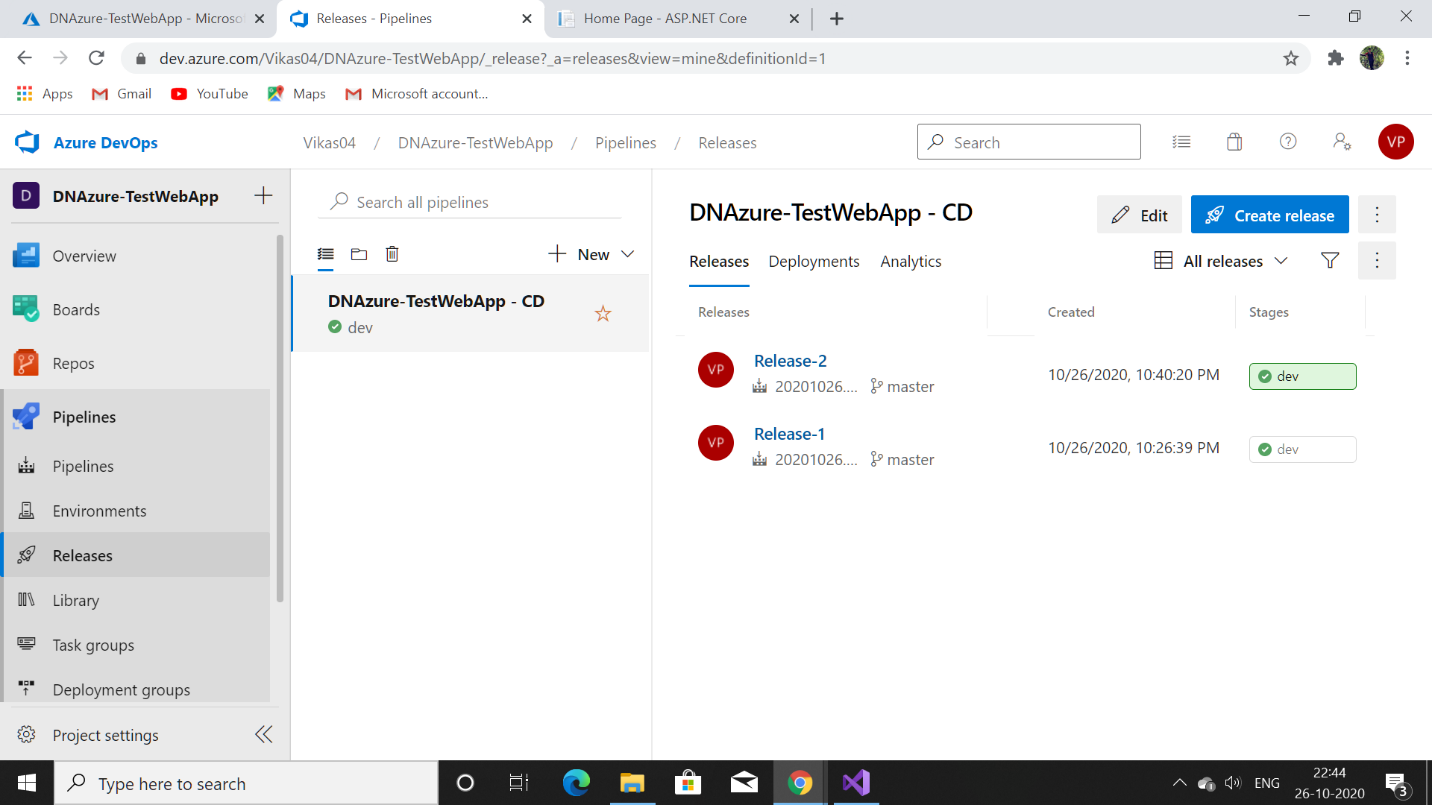 DNAzure-TestWebApp - Microsof
Releases - Pipelines
Home Page - ASP.NET Core
dev.azure.com/Vikas04/DNAzure-TestWebApp/_release?_a=releases&view=mine&definitionId=1
Apps Gmail YouTube Maps Microsoft account...
Azure DevOps
Vikas04 / DNAzure-TestWebApp / Pipelines / Releases
Search
VP
D DNAzure-TestWebApp
Overview
Boards
Repos
Pipelines
Pipelines
Environments
Releases
Library
Task groups
Deployment groups
Project settings
Search all pipelines
New
DNAzure-TestWebApp - CD
dev
DNAzure-TestWebApp - CD
Edit
Create release
Releases Deployments Analytics
All releases
Releases Created Stages
VP Release-2
20201026.... master
10/26/2020, 10:40:20 PM
dev
VP Release-1
20201026.... master
10/26/2020, 10:26:39 PM
dev
Type here to search
ENG
22:44
26-10-2020
3